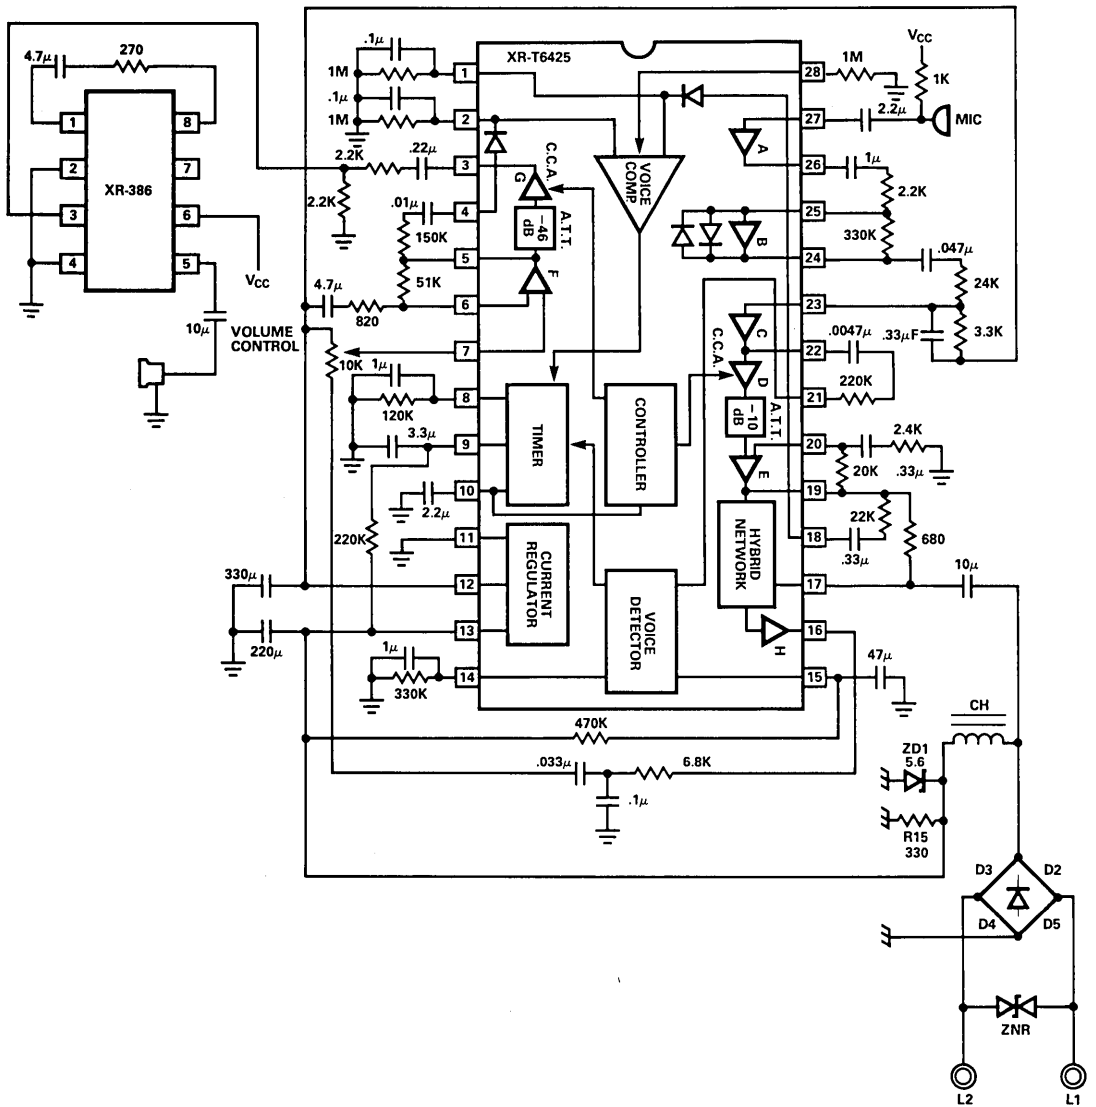 4.7μ
270
1
8
2
7
XR-386
3
6
4
5
VCC
10μ
VOLUME
CONTROL
.1μ
1M
.1μ
1M
2.2K
.22μ
2.2K
.01μ
150K
51K
4.7μ
820
10K
1μ
120K
3.3μ
2.2μ
220K
330μ
220μ
1μ
330K
XR-T6425
1
2
3
4
5
6
7
8
9
10
11
12
13
14
28
27
26
25
24
23
22
21
20
19
18
17
16
15
C.C.A.
G
A.T.T.
-46
dB
F
VOICE
COMP.
A
B
C
C.C.A.
D
A.T.T.
-10
dB
E
TIMER
CONTROLLER
CURRENT
REGULATOR
VOICE
DETECTOR
HYBRID
NETWORK
H
1M
VCC
1K
2.2μ
MIC
1μ
2.2K
330K
.047μ
24K
.33μF
3.3K
.0047μ
220K
2.4K
20K
.33μ
22K
.33μ
680
10μ
47μ
470K
.033μ
6.8K
.1μ
CH
ZD1
5.6
R15
330
D3
D2
D4
D5
ZNR
L2
L1